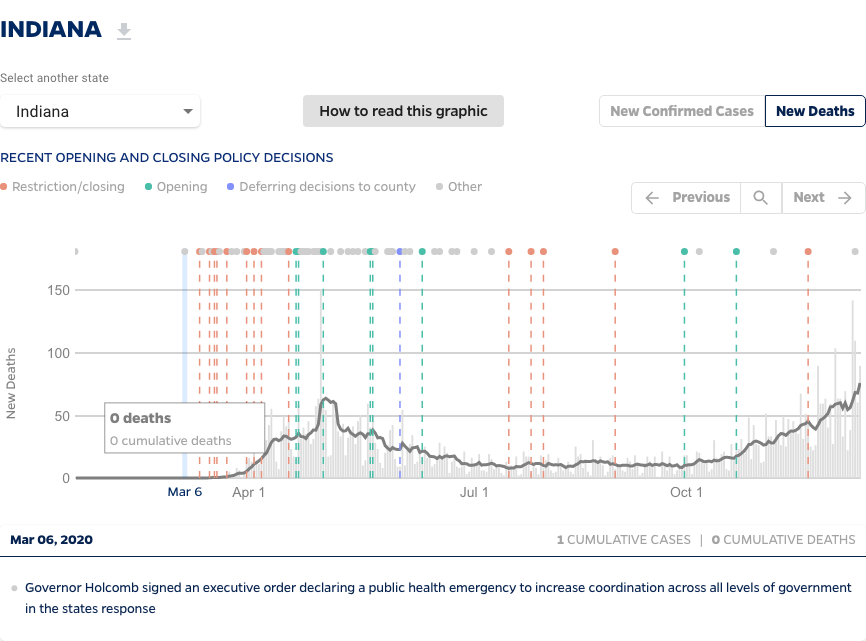 INDIANA
Select another state
Indiana
How to read this graphic
New Confirmed Cases
New Deaths
RECENT OPENING AND CLOSING POLICY DECISIONS
Restriction/closing
Opening
Deferring decisions to county
Other
Previous
Next
150
100
50
0
New Deaths
0 deaths
0 cumulative deaths
Mar 6
Apr 1
Jul 1
Oct 1
Mar 06, 2020
1 CUMULATIVE CASES | 0 CUMULATIVE DEATHS
Governor Holcomb signed an executive order declaring a public health emergency to increase coordination across all levels of government
in the states response